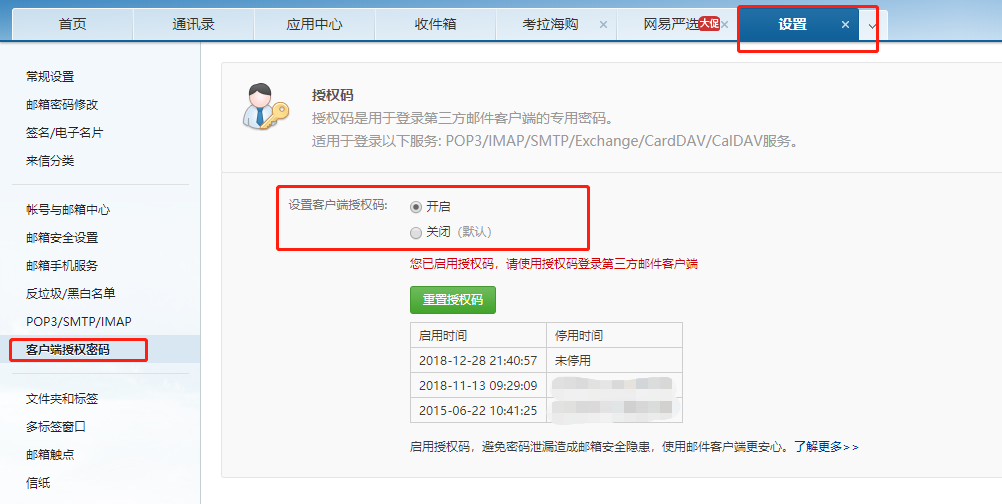 首页 通讯录 应用中心 收件箱 考拉海购 × 网易严选 大促 × 设置 ×
常规设置
邮箱密码修改
签名/电子名片
来信分类
帐号与邮箱中心
邮箱安全设置
邮箱手机服务
反垃圾/黑白名单
POP3/SMTP/IMAP
客户端授权密码
文件夹和标签
多标签窗口
邮箱触点
信纸
授权码
授权码是用于登录第三方邮件客户端的专用密码。
适用于登录以下服务: POP3/IMAP/SMTP/Exchange/CardDAV/CalDAV服务。
设置客户端授权码: 开启
关闭（默认）
您已启用授权码，请使用授权码登录第三方邮件客户端
重置授权码
启用时间 停用时间
2018-12-28 21:40:57 未停用
2018-11-13 09:29:09
2015-06-22 10:41:25
启用授权码，避免密码泄漏造成邮箱安全隐患，使用邮件客户端更安心。了解更多>>